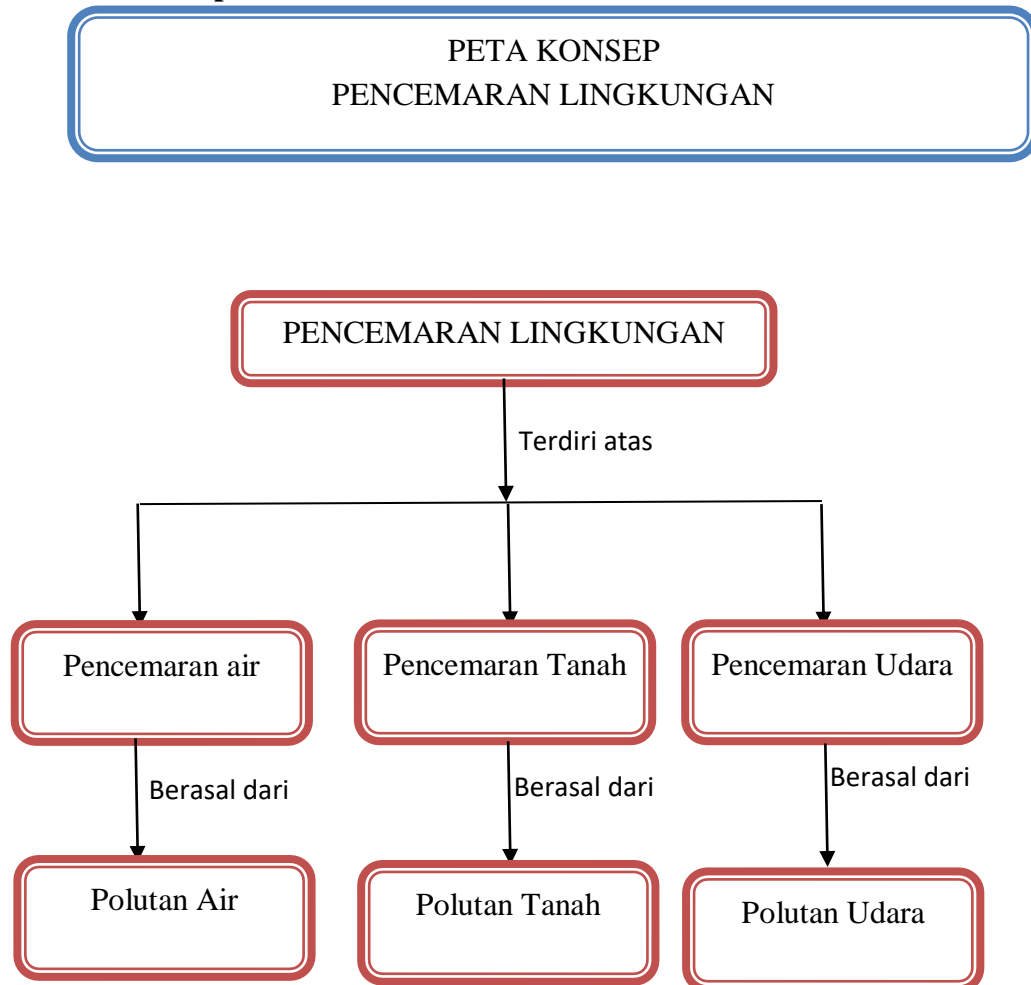 PETA KONSEP
PENCEMARAN LINGKUNGAN
PENCEMARAN LINGKUNGAN
Terdiri atas
Pencemaran air
Pencemaran Tanah
Pencemaran Udara
Berasal dari
Berasal dari
Berasal dari
Polutan Air
Polutan Tanah
Polutan Udara